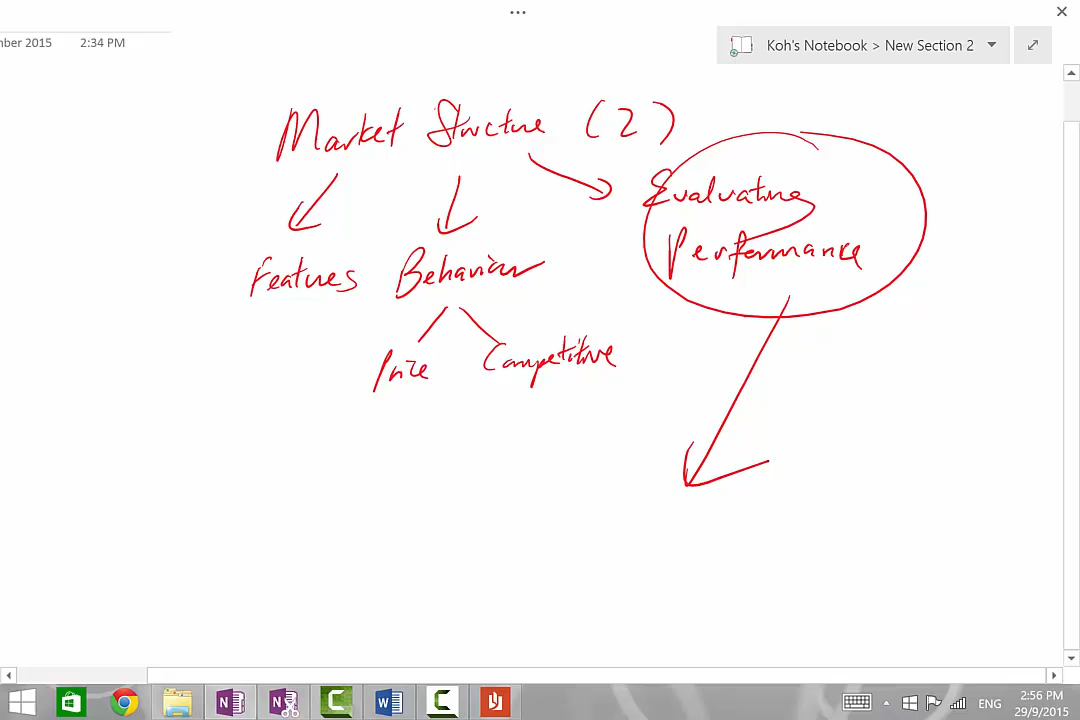 ...
mber 2015 2:34 PM
Koh's Notebook > New Section 2
Market Structure (2)
Evaluating
Performance
Features Behavior
Price Competitive
ENG
2:56 PM
29/9/2015